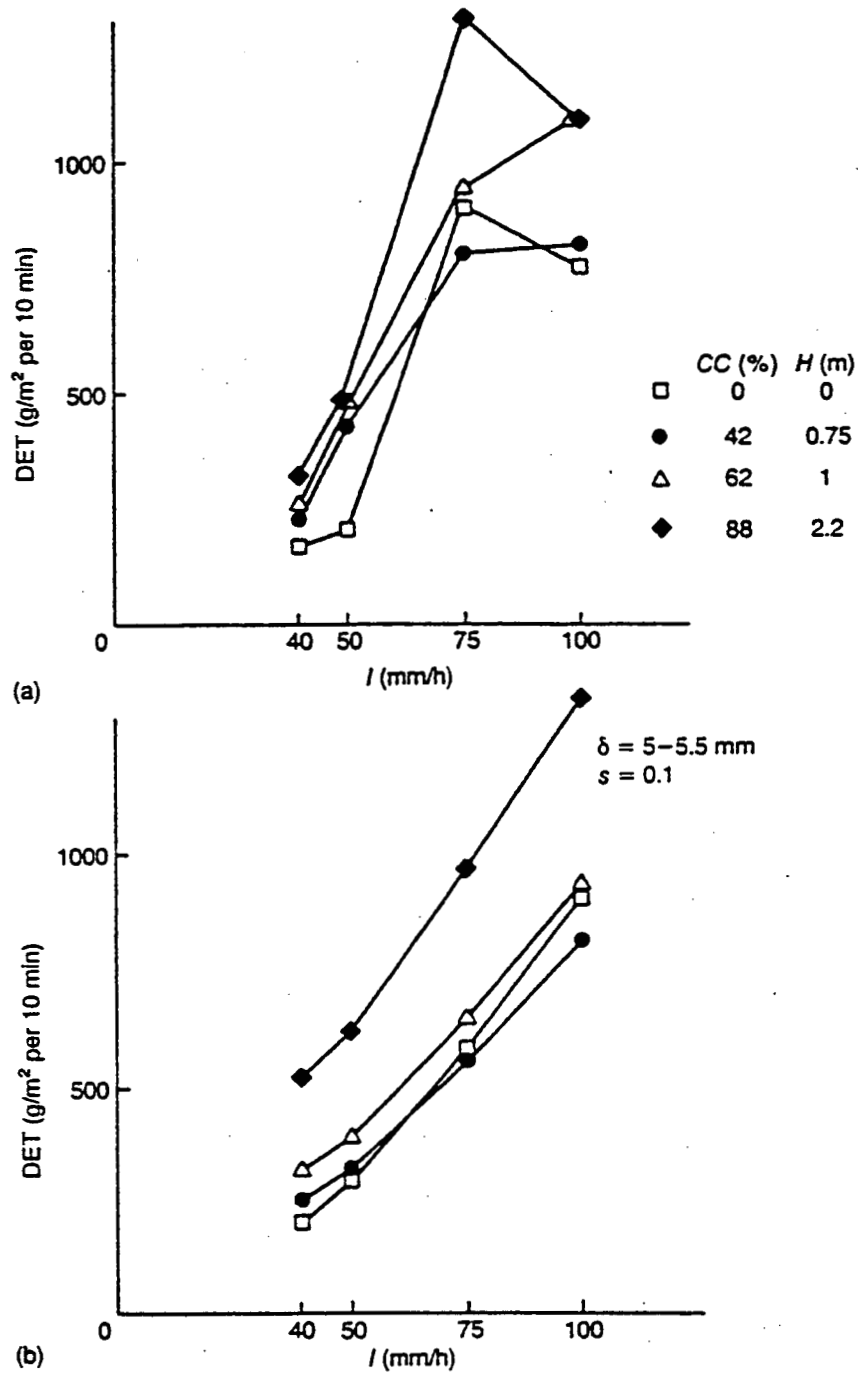 1000
500
0
DET (g/m² per 10 min)
40 50 75 100
I (mm/h)
CC (%) H (m)
0 0
42 0.75
62 1
88 2.2
(a)
δ = 5–5.5 mm
s = 0.1
1000
500
0
DET (g/m² per 10 min)
40 50 75 100
I (mm/h)
(b)